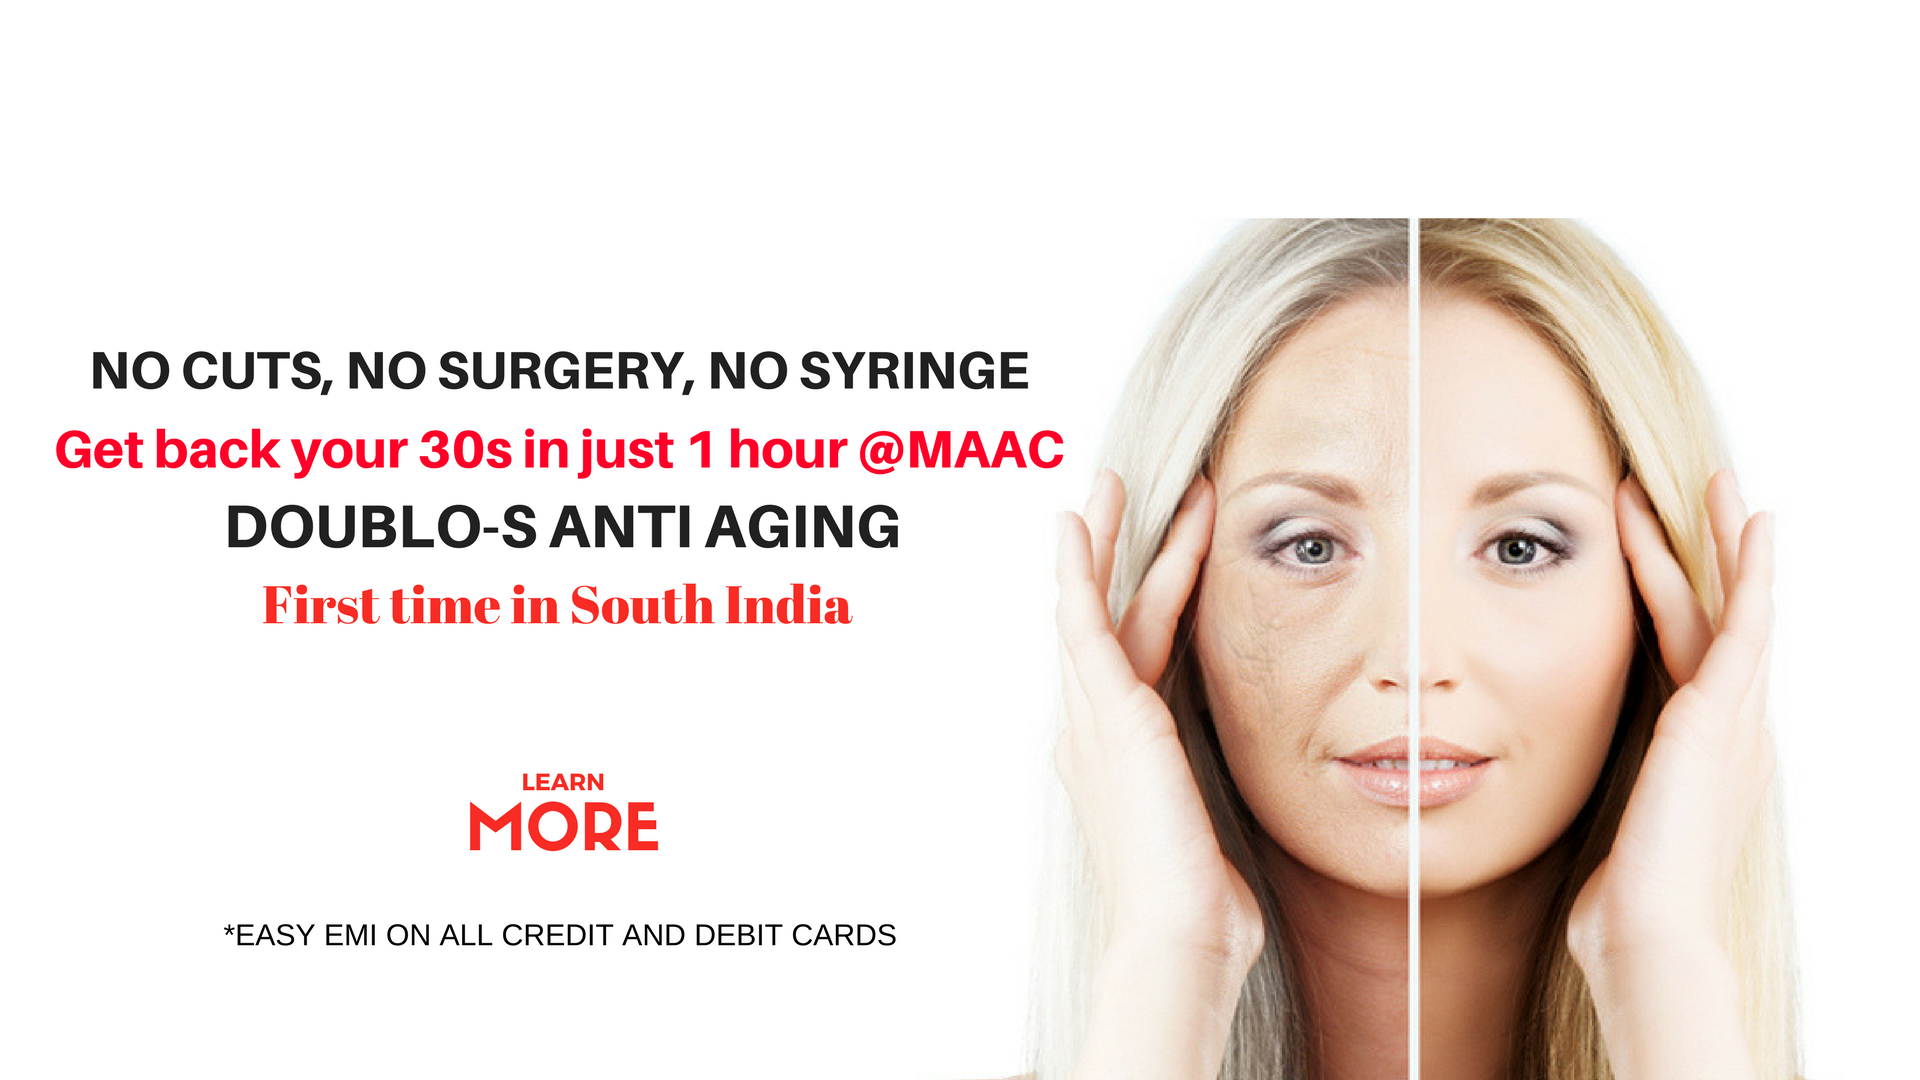 NO CUTS, NO SURGERY, NO SYRINGE
Get back your 30s in just 1 hour @MAAC
DOUBLO-S ANTI AGING
First time in South India
LEARN
MORE
*EASY EMI ON ALL CREDIT AND DEBIT CARDS